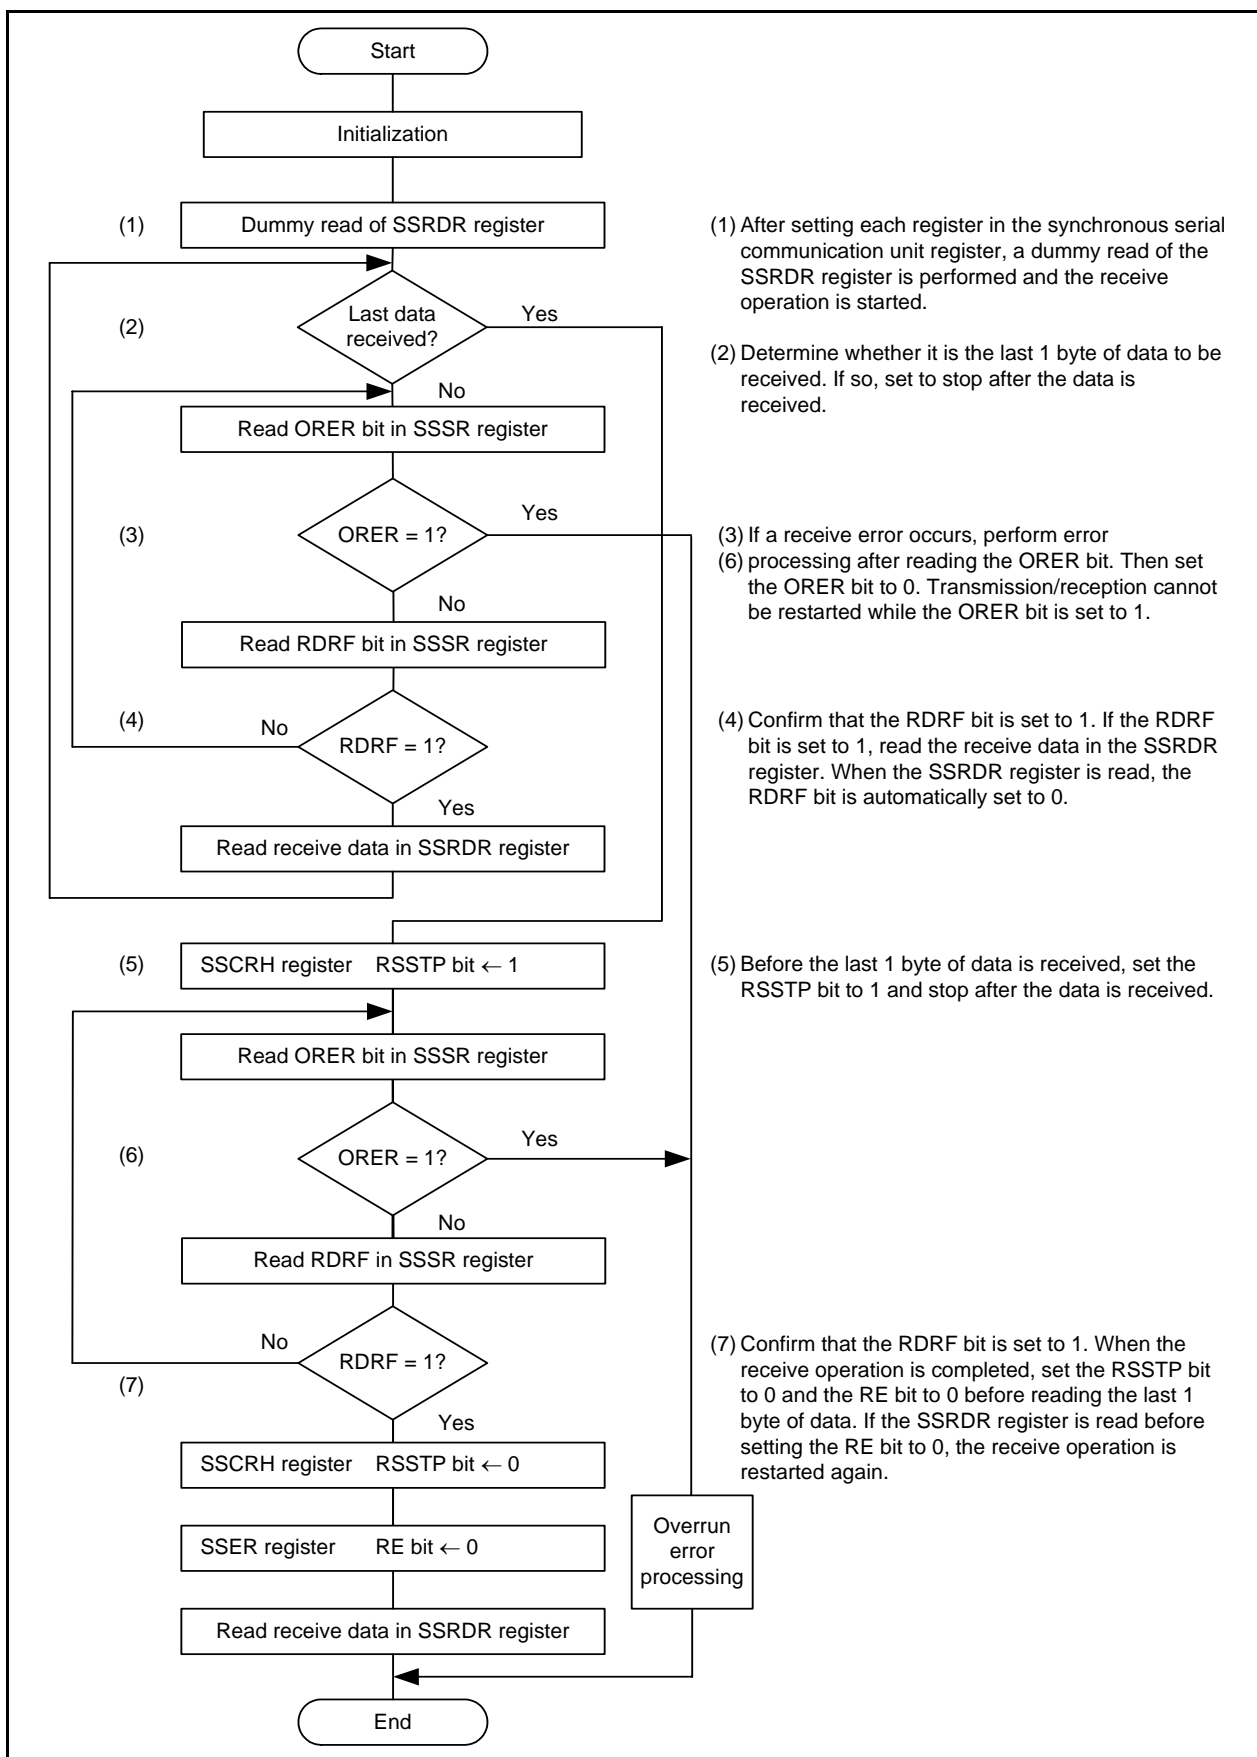 Start
Initialization
(1)
Dummy read of SSRDR register
(1) After setting each register in the synchronous serial
communication unit register, a dummy read of the
SSRDR register is performed and the receive
operation is started.
(2)
Last data
received?
Yes
No
(2) Determine whether it is the last 1 byte of data to be
received. If so, set to stop after the data is
received.
Read ORER bit in SSSR register
(3)
ORER = 1?
Yes
No
(3) If a receive error occurs, perform error
(6) processing after reading the ORER bit. Then set
the ORER bit to 0. Transmission/reception cannot
be restarted while the ORER bit is set to 1.
Read RDRF bit in SSSR register
(4)
No
RDRF = 1?
Yes
(4) Confirm that the RDRF bit is set to 1. If the RDRF
bit is set to 1, read the receive data in the SSRDR
register. When the SSRDR register is read, the
RDRF bit is automatically set to 0.
Read receive data in SSRDR register
(5)
SSCRH register RSSTP bit ← 1
(5) Before the last 1 byte of data is received, set the
RSSTP bit to 1 and stop after the data is received.
Read ORER bit in SSSR register
(6)
ORER = 1?
Yes
No
Read RDRF in SSSR register
No
RDRF = 1?
(7)
Yes
(7) Confirm that the RDRF bit is set to 1. When the
receive operation is completed, set the RSSTP bit
to 0 and the RE bit to 0 before reading the last 1
byte of data. If the SSRDR register is read before
setting the RE bit to 0, the receive operation is
restarted again.
SSCRH register RSSTP bit ← 0
SSER register RE bit ← 0
Overrun
error
processing
Read receive data in SSRDR register
End